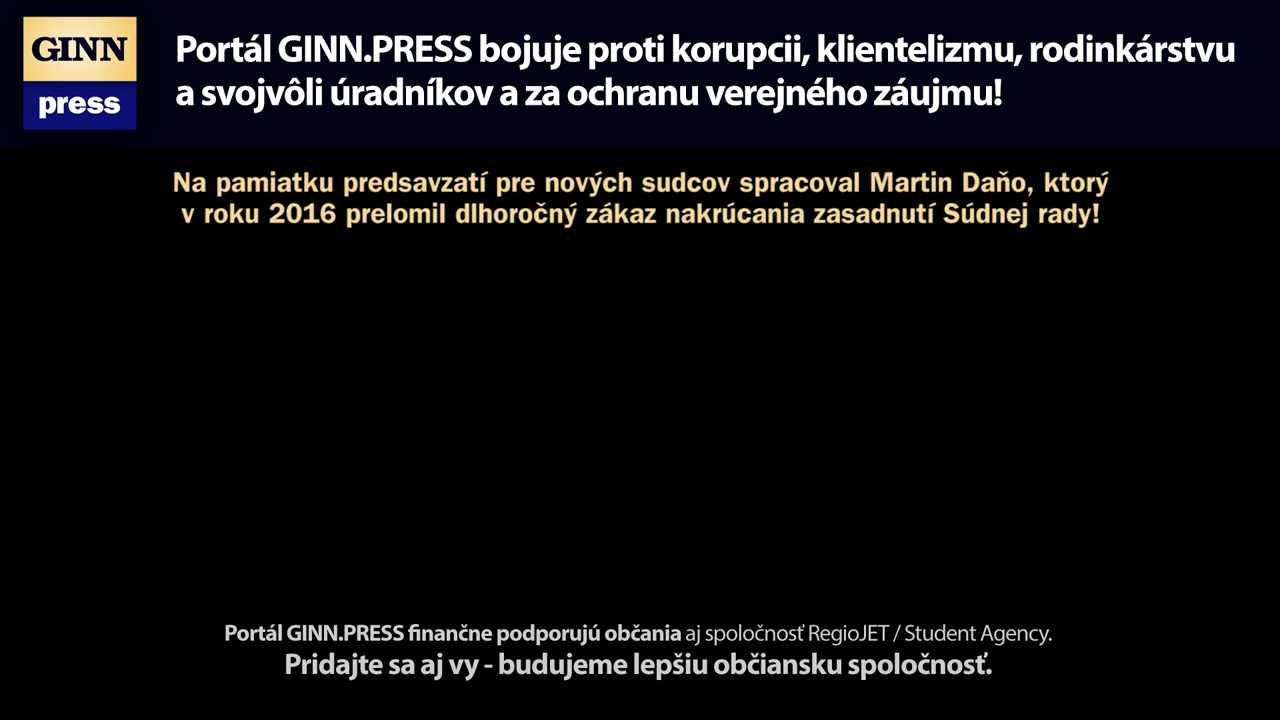 GINN
press
Portál GINN.PRESS bojuje proti korupcii, klientelizmu, rodinkárstvu
a svojvôli úradníkov a za ochranu verejného záujmu!
Na pamiatku predsavzatí pre nových sudcov spracoval Martin Daňo, ktorý
v roku 2016 prelomil dlhoročný zákaz nakrúcania zasadnutí Súdnej rady!
Portál GINN.PRESS finančne podporujú občania aj spoločnosť RegioJET / Student Agency.
Pridajte sa aj vy - budujeme lepšiu občiansku spoločnosť.